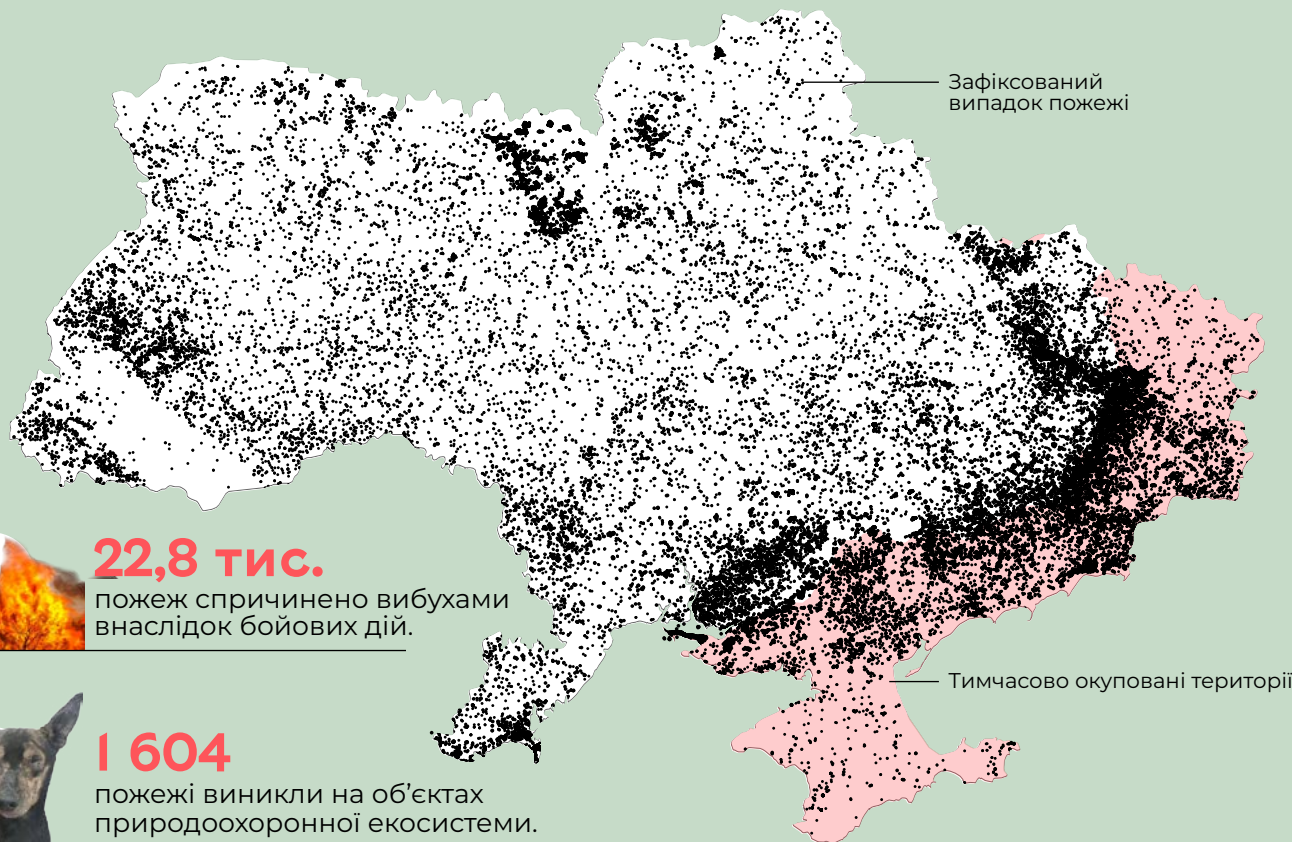 Зафіксований
випадок пожежі
22,8 тис.
пожеж спричинено вибухами
внаслідок бойових дій.
Тимчасово окуповані території
1 604
пожежі виникли на об’єктах
природоохоронної екосистеми.